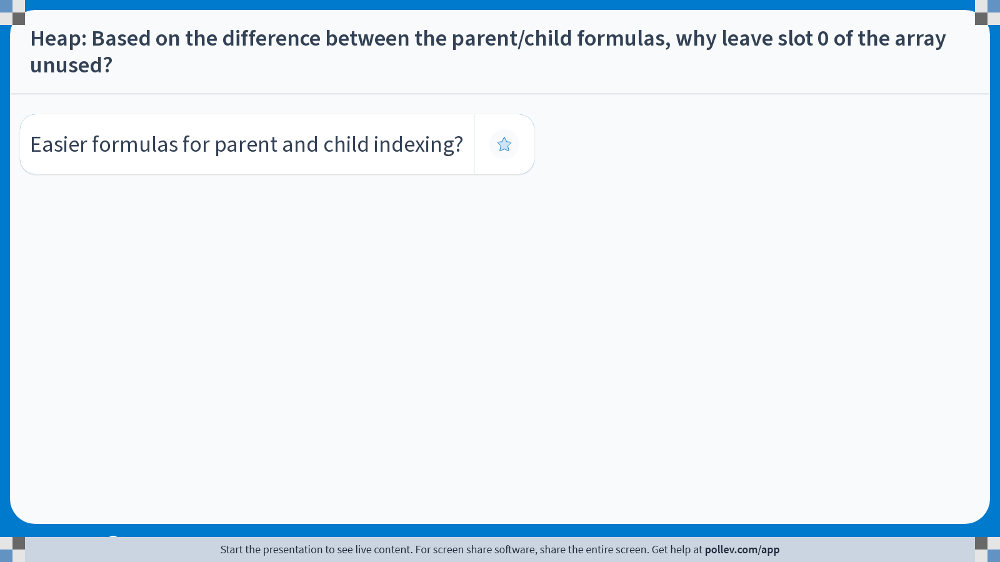 Heap: Based on the difference between the parent/child formulas, why leave slot 0 of the array
unused?
Easier formulas for parent and child indexing?
Start the presentation to see live content. For screen share software, share the entire screen. Get help at pollev.com/app